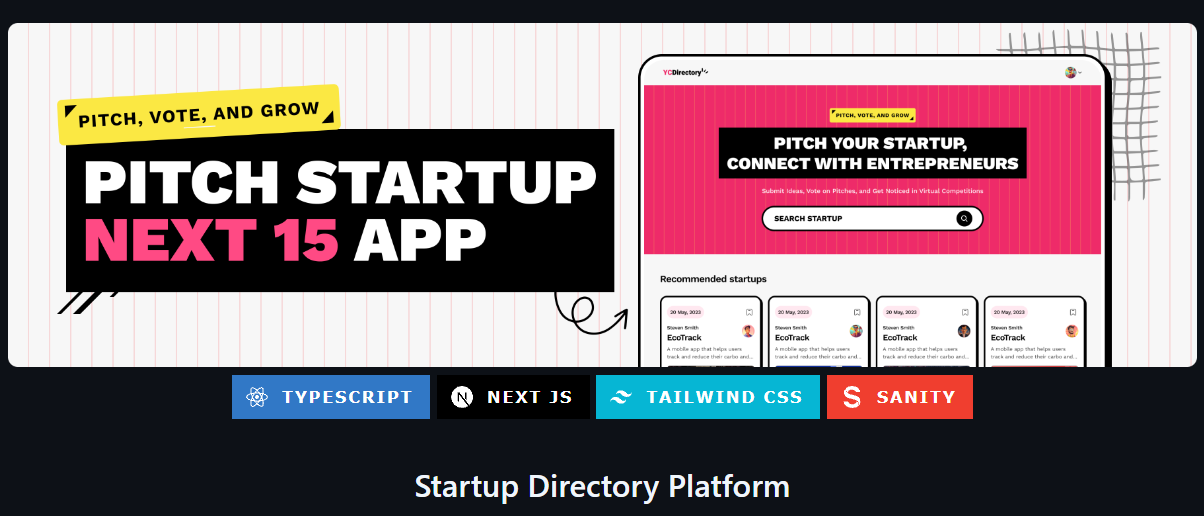 PITCH, VOTE, AND GROW
PITCH STARTUP
NEXT 15 APP
YCDirectory
PITCH, VOTE, AND GROW
PITCH YOUR STARTUP,
CONNECT WITH ENTREPRENEURS
Submit Ideas, Vote on Pitches, and Get Noticed in Virtual Competitions
SEARCH STARTUP
Recommended startups
20 May, 2023
Steven Smith
EcoTrack
A mobile app that helps users
track and reduce their carbo and...
20 May, 2023
Steven Smith
EcoTrack
A mobile app that helps users
track and reduce their carbo and...
20 May, 2023
Steven Smith
EcoTrack
A mobile app that helps users
track and reduce their carbo and...
20 May, 2023
Steven Smith
EcoTrack
A mobile app that helps users
track and reduce their carbo and...
TYPESCRIPT
NEXT JS
TAILWIND CSS
SANITY
Startup Directory Platform